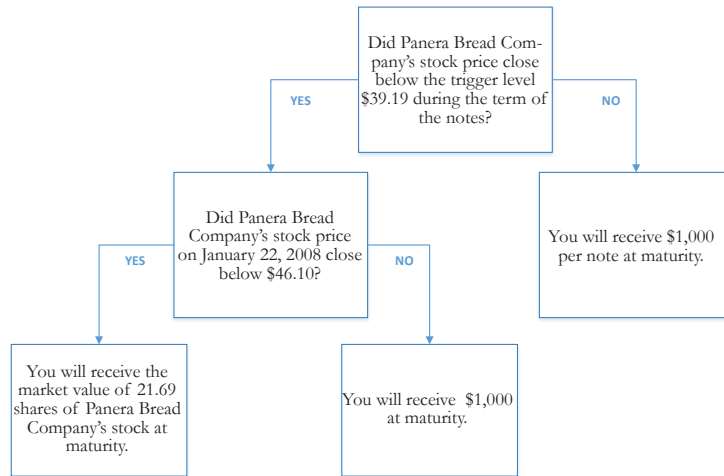 Did Panera Bread Com-
pany's stock price close
below the trigger level
$39.19 during the term of
the notes?
YES
NO
Did Panera Bread
Company's stock price
on January 22, 2008 close
below $46.10?
You will receive $1,000
per note at maturity.
YES
NO
You will receive the
market value of 21.69
shares of Panera Bread
Company's stock at
maturity.
You will receive $1,000
at maturity.